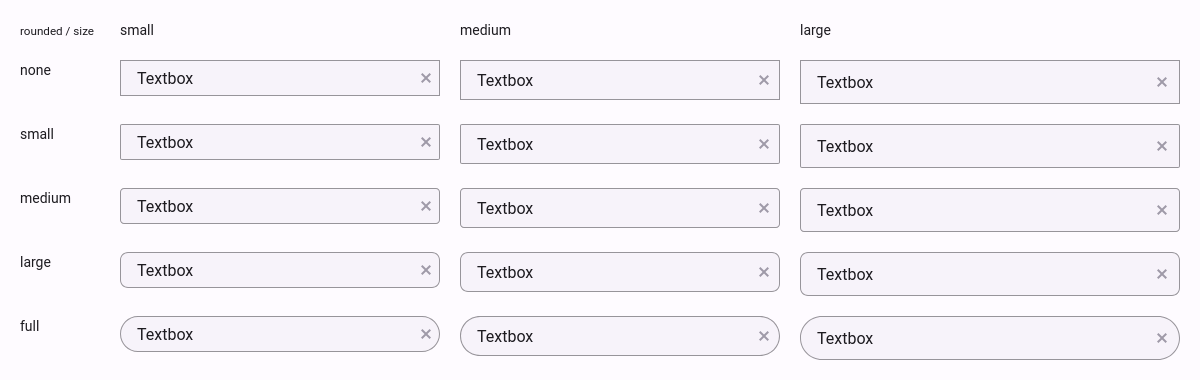 rounded / size small medium large
none Textbox Textbox Textbox
small Textbox Textbox Textbox
medium Textbox Textbox Textbox
large Textbox Textbox Textbox
full Textbox Textbox Textbox